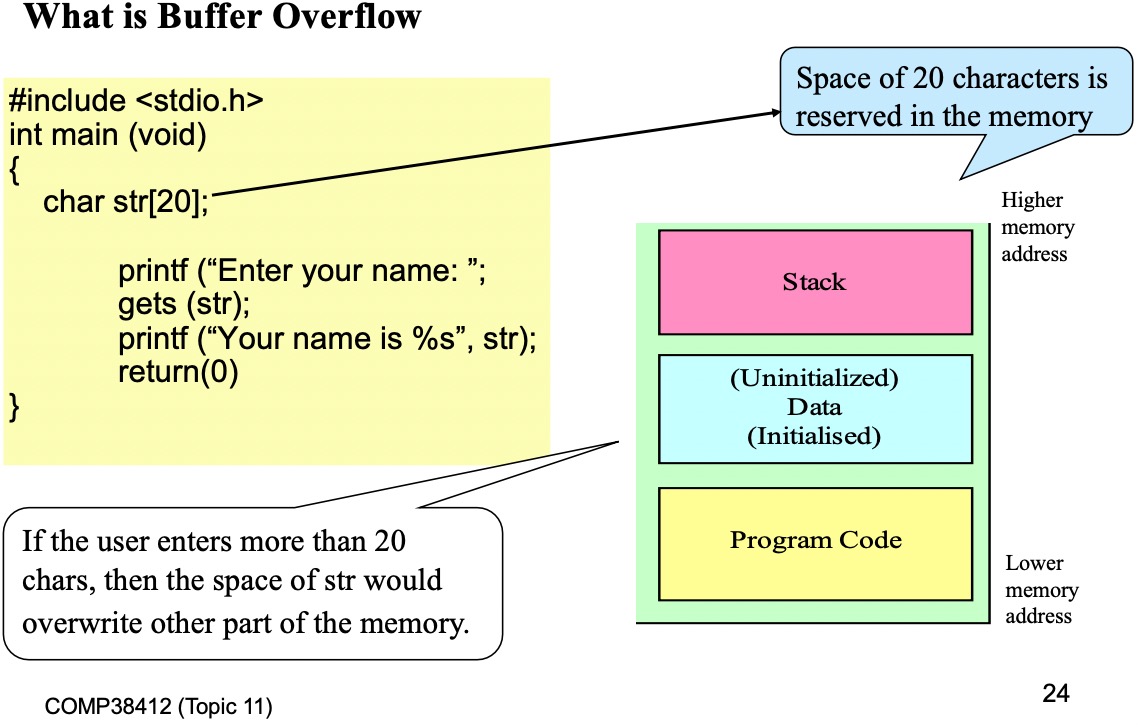 What is Buffer Overflow
#include <stdio.h>
int main (void)
{
char str[20];
printf (“Enter your name: ”;
gets (str);
printf (“Your name is %s”, str);
return(0)
}
Space of 20 characters is
reserved in the memory
Higher
memory
address
Stack
(Uninitialized)
Data
(Initialised)
Program Code
Lower
memory
address
If the user enters more than 20
chars, then the space of str would
overwrite other part of the memory.
COMP38412 (Topic 11)
24